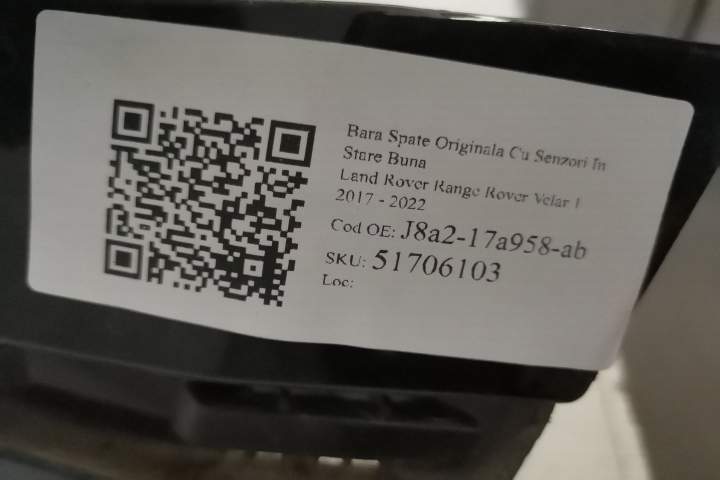 Bara Spate Originala Cu Senzori In
Stare Buna
Land Rover Range Rover Velar 1
2017 - 2022
Cod OE: J8a2-17a958-ab
SKU: 51706103
Loc: